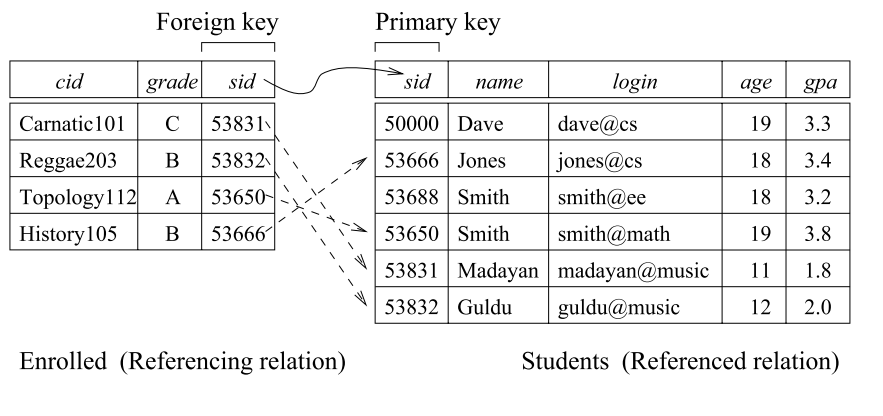 Foreign key Primary key
cid grade sid sid name login age gpa
Carnatic101 C 53831 50000 Dave dave@cs 19 3.3
Reggae203 B 53832 53666 Jones jones@cs 18 3.4
Topology112 A 53650 53688 Smith smith@ee 18 3.2
History105 B 53666 53650 Smith smith@math 19 3.8
53831 Madayan madayan@music 11 1.8
53832 Guldu guldu@music 12 2.0
Enrolled (Referencing relation) Students (Referenced relation)